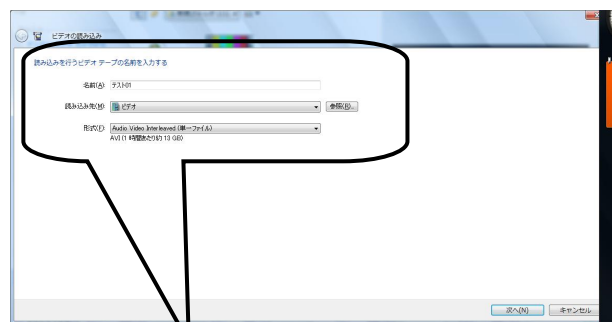 ビデオの読み込み
読み込みを行うビデオ テープの名前を入力する
名前(A): テスト01
読み込み先(M): ビデオ 参照(R)...
形式(F): Audio Video Interleaved (単一ファイル)
AVI (1 時間あたり約 13 GB)
次へ(N) キャンセル